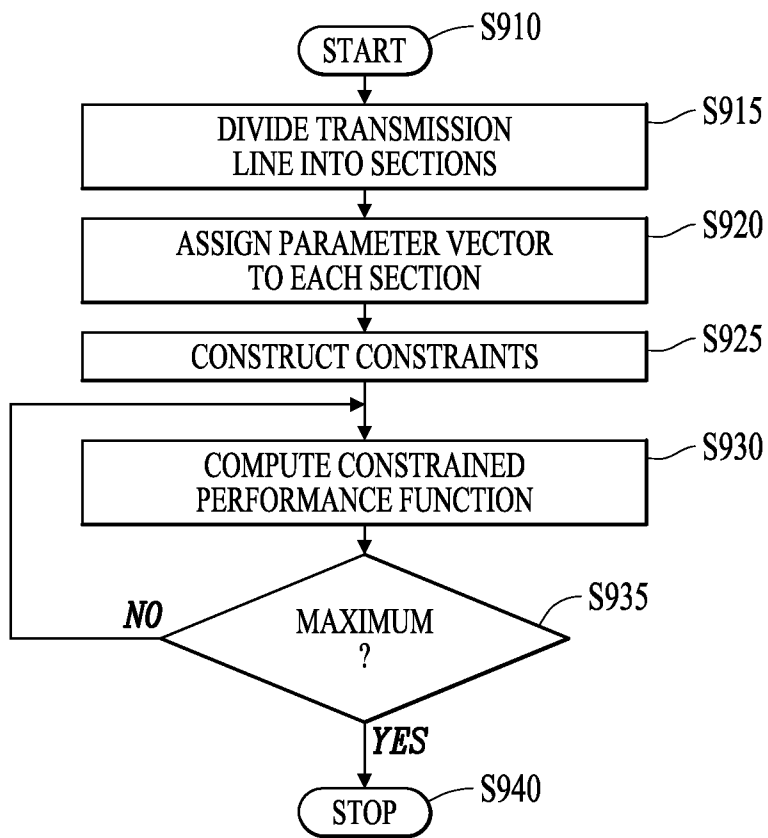 START
S910
DIVIDE TRANSMISSION
LINE INTO SECTIONS
S915
ASSIGN PARAMETER VECTOR
TO EACH SECTION
S920
CONSTRUCT CONSTRAINTS
S925
COMPUTE CONSTRAINED
PERFORMANCE FUNCTION
S930
MAXIMUM
?
S935
NO
YES
STOP
S940